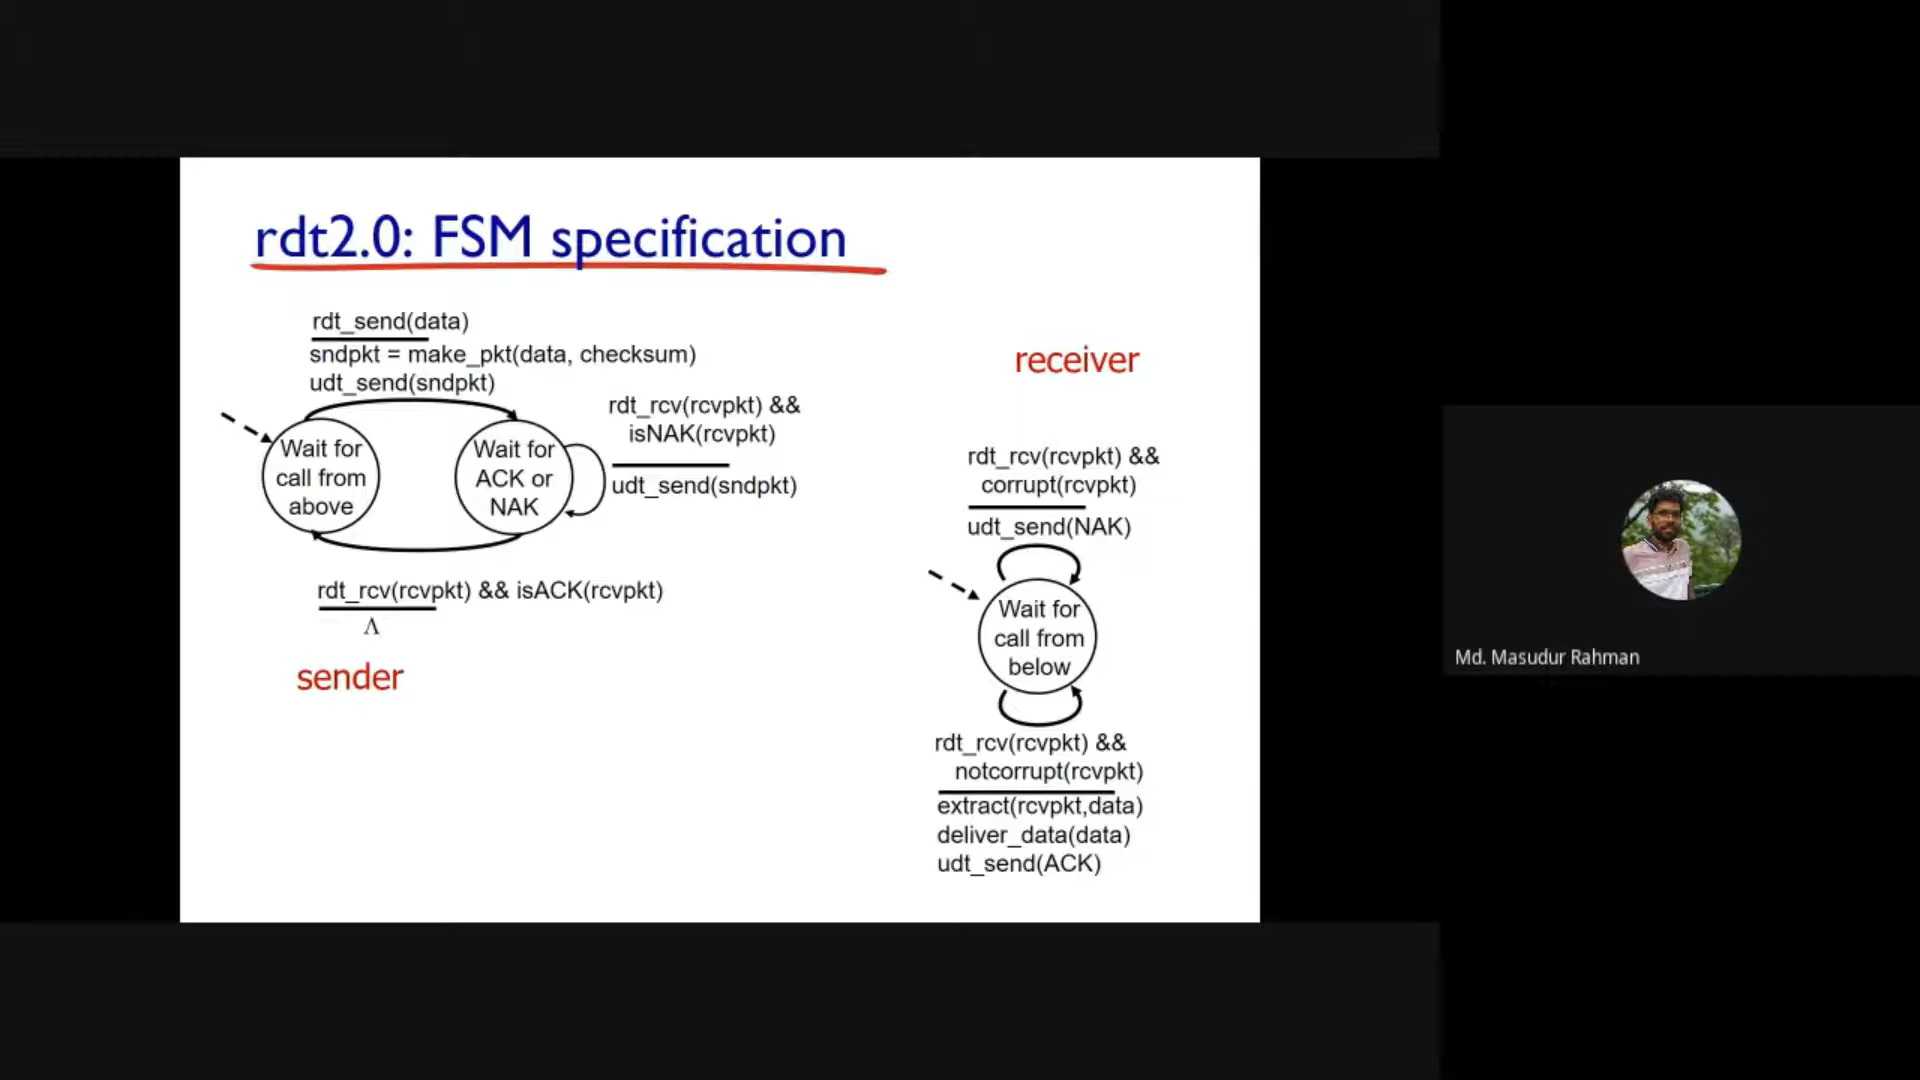 rdt2.0: FSM specification
rdt_send(data)
sndpkt = make_pkt(data, checksum)
udt_send(sndpkt)
Wait for
call from
above
Wait for
ACK or
NAK
rdt_rcv(rcvpkt) &&
isNAK(rcvpkt)
udt_send(sndpkt)
rdt_rcv(rcvpkt) && isACK(rcvpkt)
Λ
sender
receiver
rdt_rcv(rcvpkt) &&
corrupt(rcvpkt)
udt_send(NAK)
Wait for
call from
below
rdt_rcv(rcvpkt) &&
notcorrupt(rcvpkt)
extract(rcvpkt,data)
deliver_data(data)
udt_send(ACK)
Md. Masudur Rahman